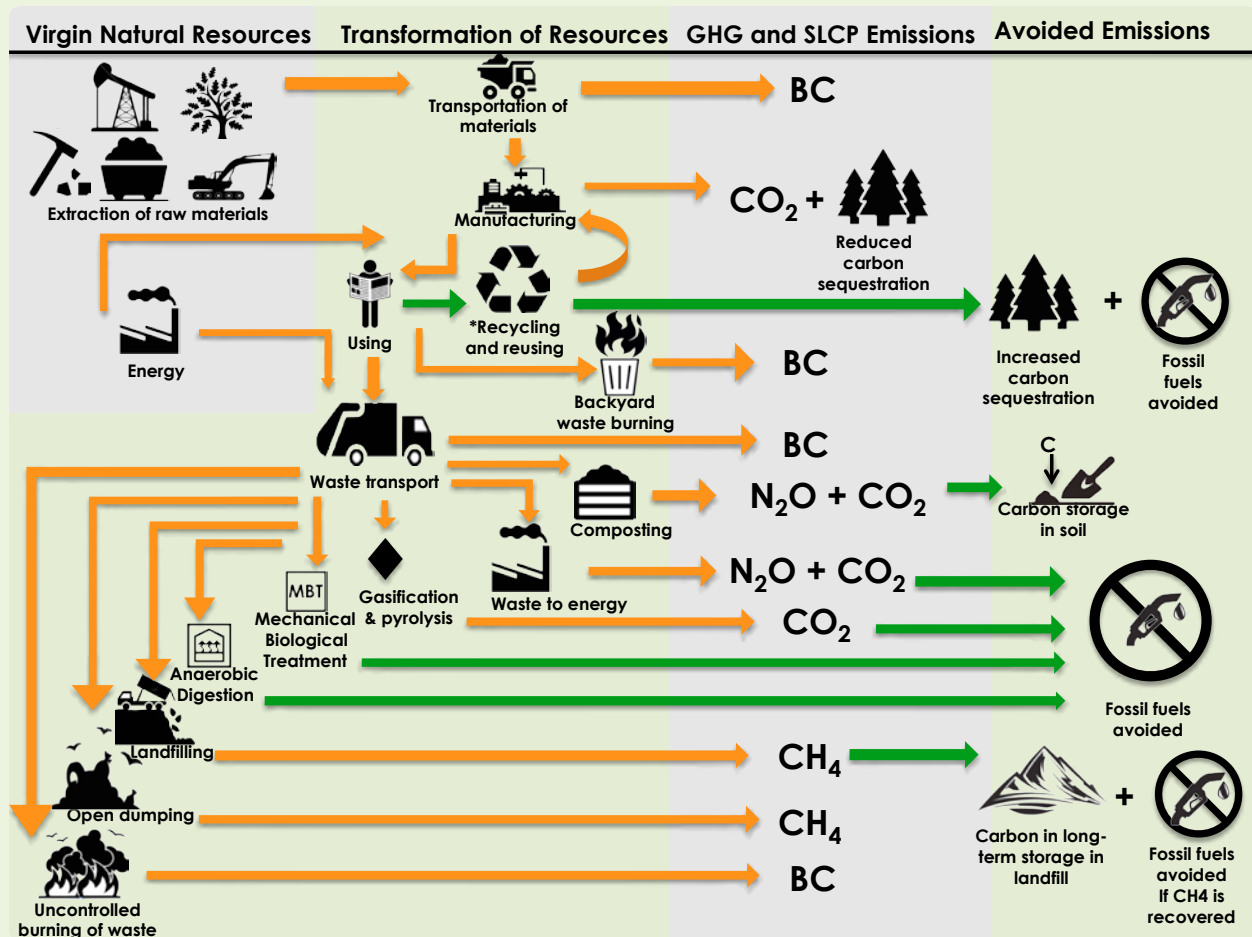 Virgin Natural Resources
Transformation of Resources
GHG and SLCP Emissions
Avoided Emissions
Transportation of
materials
BC
Extraction of raw materials
Manufacturing
CO2 +
Reduced
carbon
sequestration
Energy
Using
*Recycling
and reusing
+
Increased
carbon
sequestration
Fossil
fuels
avoided
Backyard
waste burning
BC
Waste transport
BC
Composting
N2O + CO2
C
Carbon storage
in soil
MBT
Mechanical
Biological
Treatment
Gasification
& pyrolysis
Waste to energy
N2O + CO2
CO2
Anaerobic
Digestion
Fossil fuels
avoided
Landfilling
CH4
+
Carbon in long-
term storage in
landfill
Fossil fuels
avoided
If CH4 is
recovered
Open dumping
CH4
Uncontrolled
burning of waste
BC